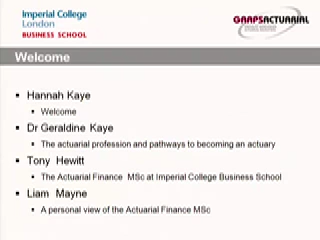 Imperial College
London
BUSINESS SCHOOL
GAAPSACTUARIAL
Welcome
Hannah Kaye
Welcome
Dr Geraldine Kaye
The actuarial profession and pathways to becoming an actuary
Tony Hewitt
The Actuarial Finance MSc at Imperial College Business School
Liam Mayne
A personal view of the Actuarial Finance MSc